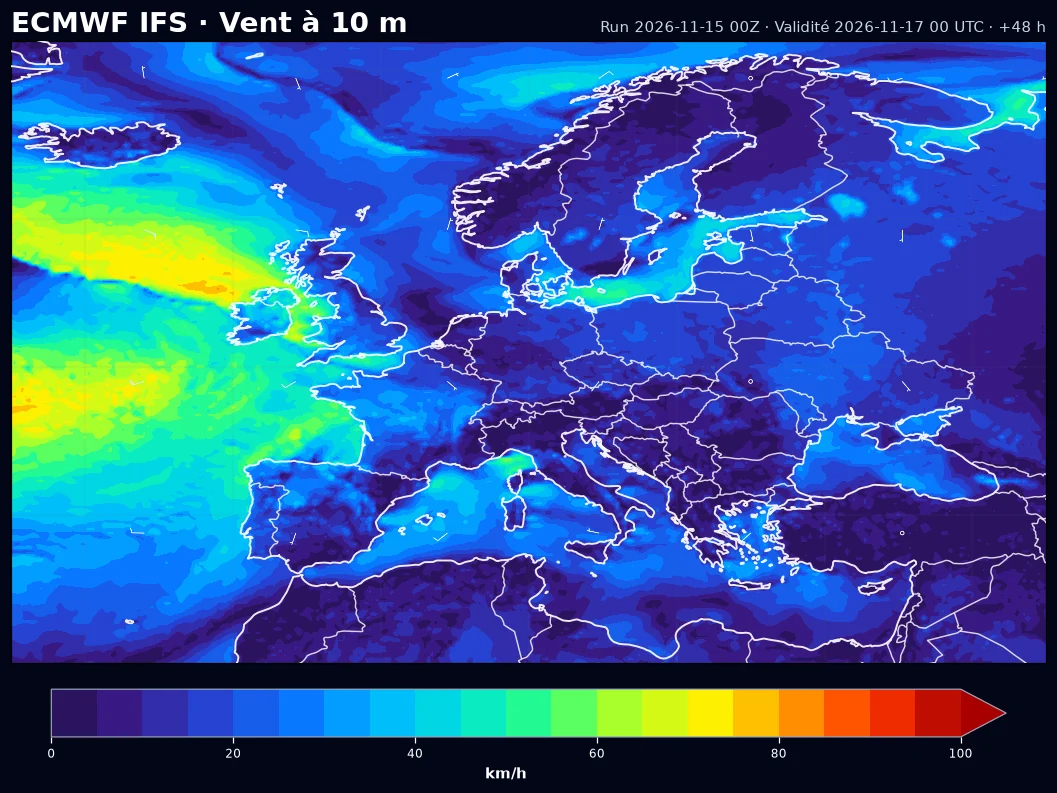 ECMWF IFS · Vent à 10 m
Run 2026-11-15 00Z · Validité 2026-11-17 00 UTC · +48 h
0 20 40 60 80 100
km/h